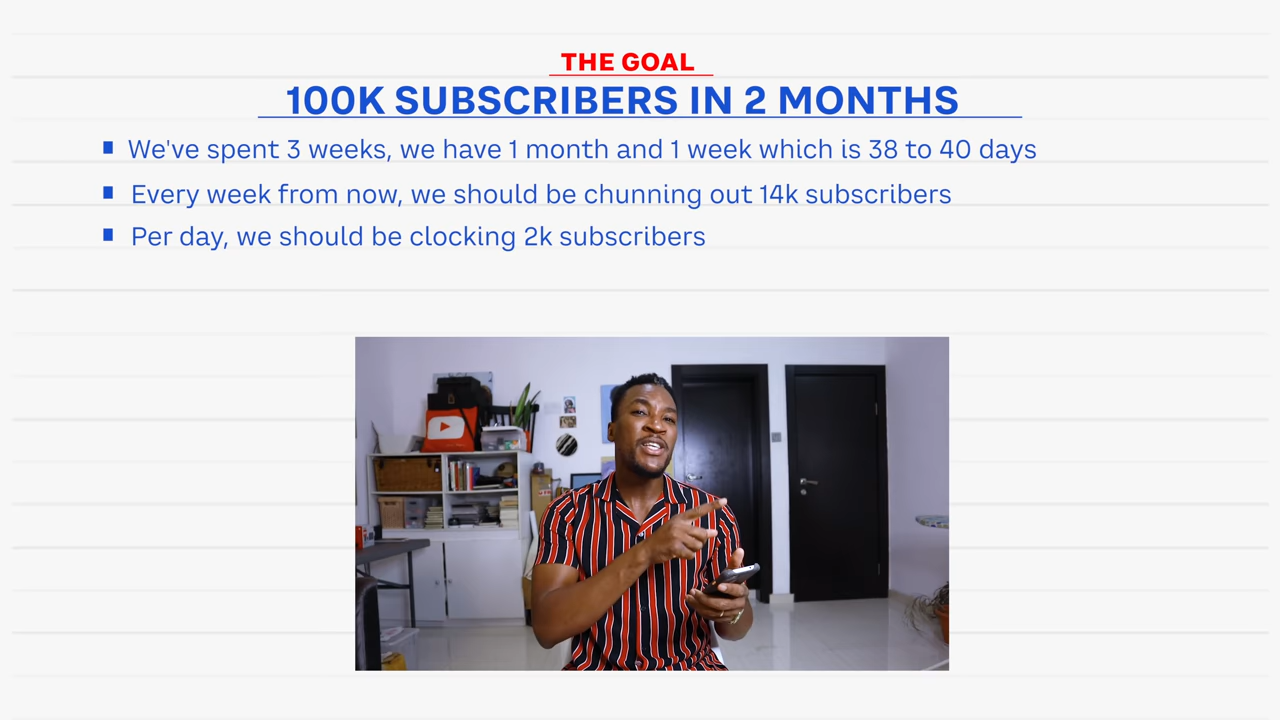 THE GOAL
100K SUBSCRIBERS IN 2 MONTHS
We've spent 3 weeks, we have 1 month and 1 week which is 38 to 40 days
Every week from now, we should be chunning out 14k subscribers
Per day, we should be clocking 2k subscribers